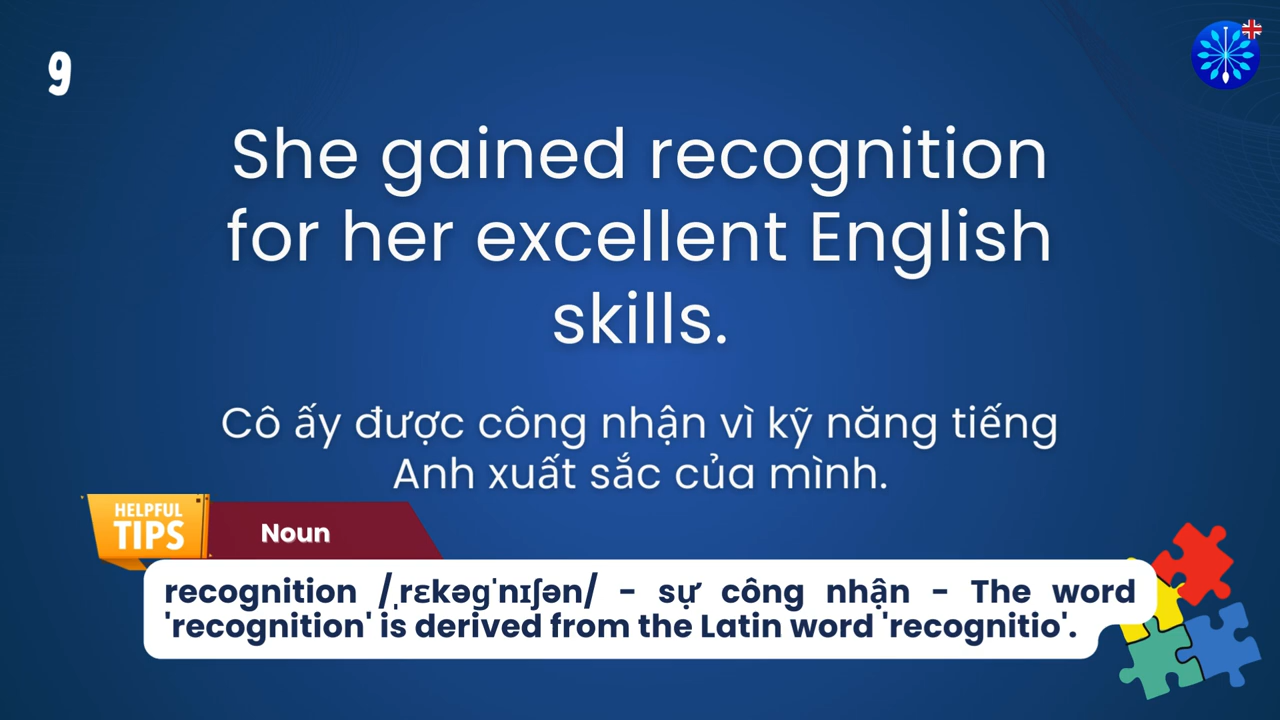 9
She gained recognition
for her excellent English
skills.
Cô ấy được công nhận vì kỹ năng tiếng
Anh xuất sắc của mình.
HELPFUL
TIPS
Noun
recognition /ˌrɛkəgˈnɪʃən/ - sự công nhận - The word
'recognition' is derived from the Latin word 'recognitio'.